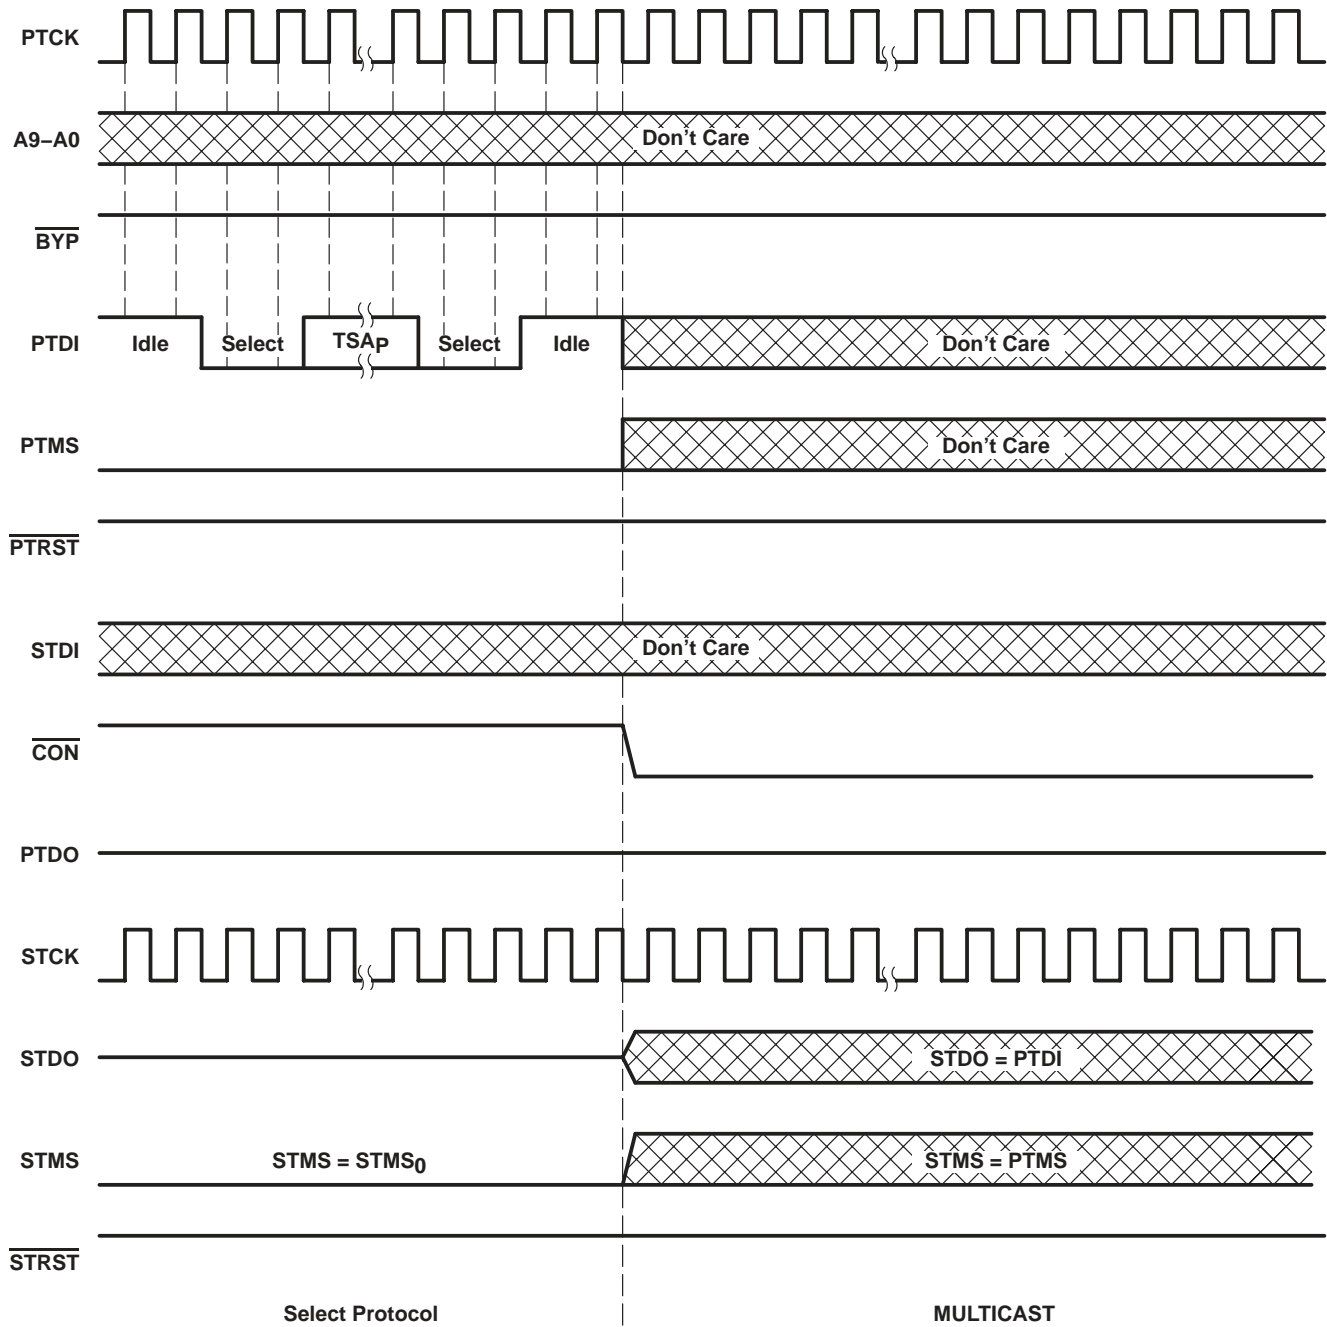 PTCK
A9–A0 Don't Care
BYP
PTDI Idle Select TSAP Select Idle Don't Care
PTMS Don't Care
PTRST
STDI Don't Care
CON
PTDO
STCK
STDO STDO = PTDI
STMS STMS = STMS0 STMS = PTMS
STRST
Select Protocol MULTICAST